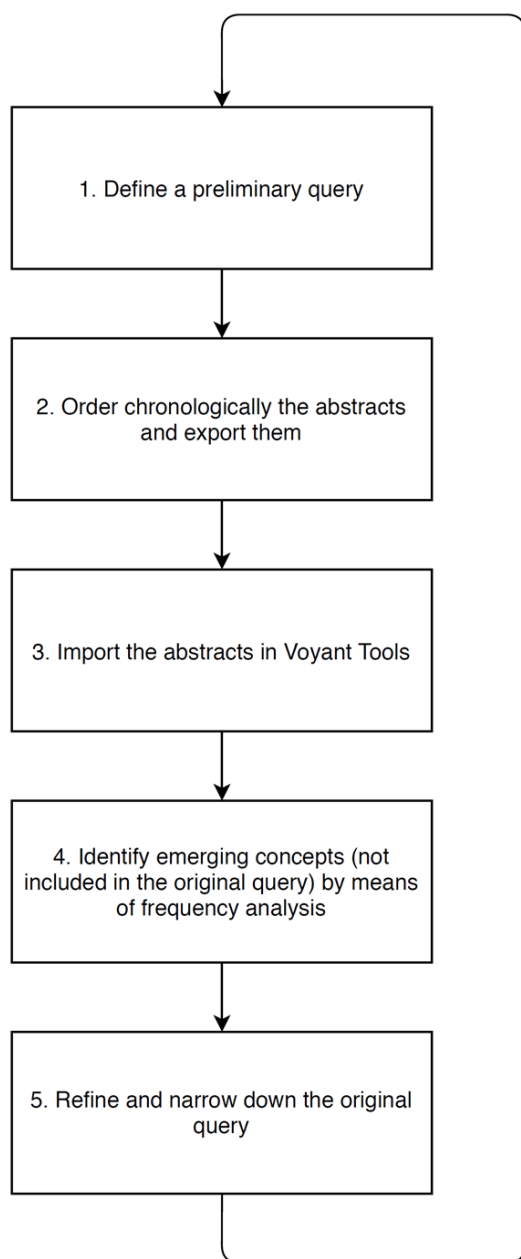 1. Define a preliminary query
2. Order chronologically the abstracts
and export them
3. Import the abstracts in Voyant Tools
4. Identify emerging concepts (not
included in the original query) by means
of frequency analysis
5. Refine and narrow down the original
query